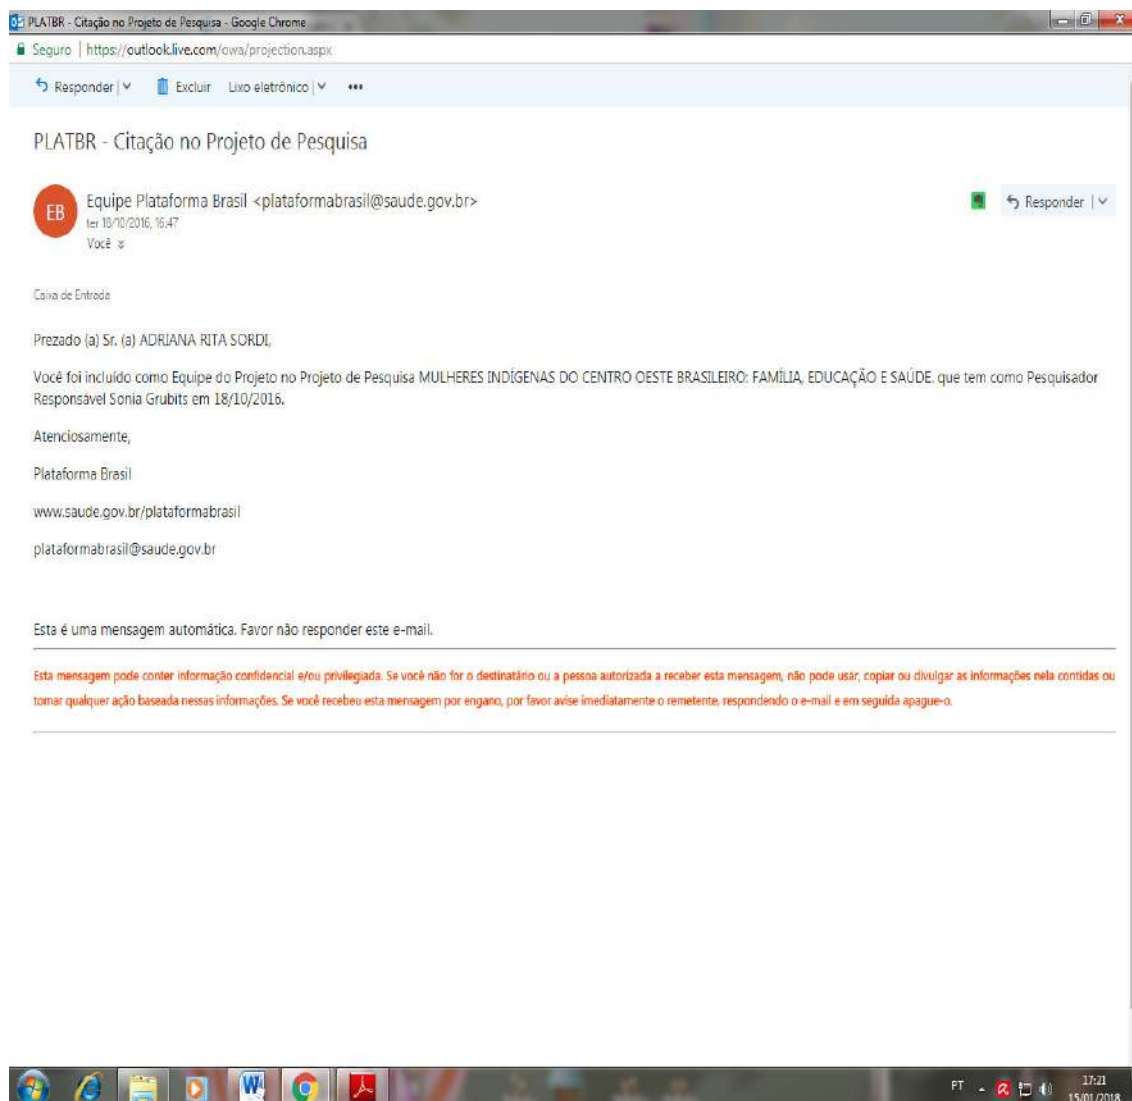 PLATBR - Citação no Projeto de Pesquisa - Google Chrome
Seguro | https://outlook.live.com/owa/projection.aspx
Responder | Excluir Lixo eletrônico | •••
PLATBR - Citação no Projeto de Pesquisa
EB
Equipe Plataforma Brasil <plataformabrasil@saude.gov.br>
Responder |
ter 18/10/2016, 16:47
Você
Caixa de Entrada
Prezado (a) Sr. (a) ADRIANA RITA SORDI,
Você foi incluído como Equipe do Projeto no Projeto de Pesquisa MULHERES INDÍGENAS DO CENTRO OESTE BRASILEIRO: FAMÍLIA, EDUCAÇÃO E SAÚDE. que tem como Pesquisador
Responsável Sonia Grubits em 18/10/2016.
Atenciosamente,
Plataforma Brasil
www.saude.gov.br/plataformabrasil
plataformabrasil@saude.gov.br
Esta é uma mensagem automática. Favor não responder este e-mail.
Esta mensagem pode conter informação confidencial e/ou privilegiada. Se você não for o destinatário ou a pessoa autorizada a receber esta mensagem, não pode usar, copiar ou divulgar as informações nela contidas ou
tomar qualquer ação baseada nessas informações. Se você recebeu esta mensagem por engano, por favor avise imediatamente o remetente, respondendo o e-mail e em seguida apague-o.
PT
17:21
15/01/2018